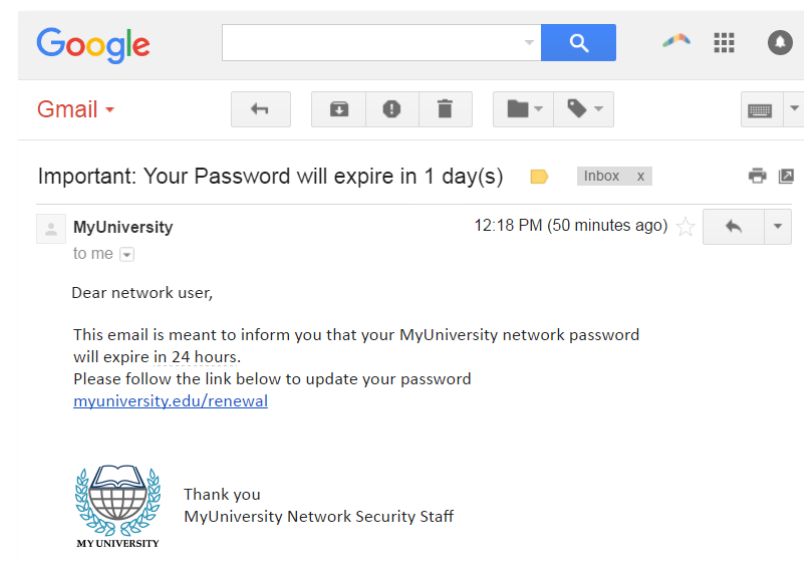 Google
Gmail
Important: Your Password will expire in 1 day(s) Inbox x
MyUniversity 12:18 PM (50 minutes ago)
to me
Dear network user,
This email is meant to inform you that your MyUniversity network password
will expire in 24 hours.
Please follow the link below to update your password
myuniversity.edu/renewal
Thank you
MyUniversity Network Security Staff
MY UNIVERSITY